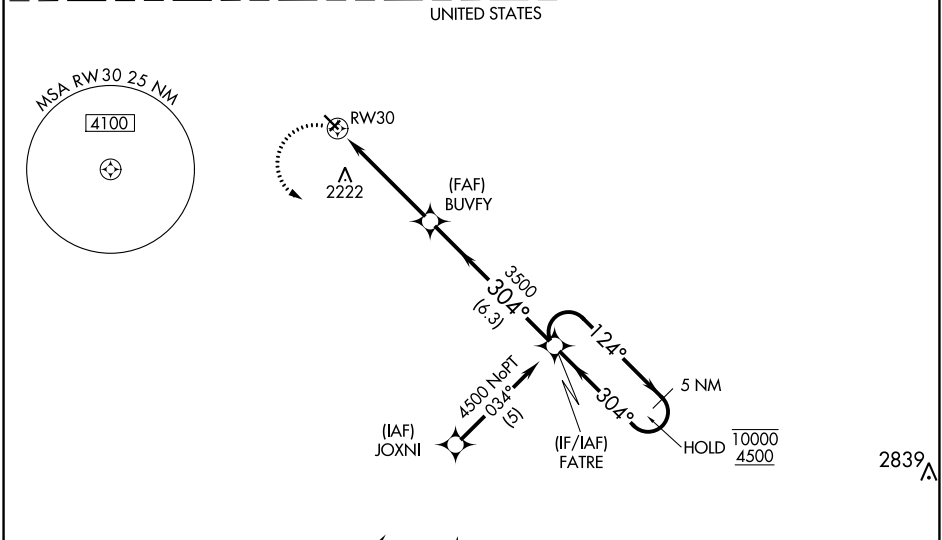 UNITED STATES
MSA RW30 25 NM
4100
RW30
2222
(FAF)
BUVFY
3500
304°
(6.3)
124°
5 NM
304°
4500 NoPT
034°
(5)
(IAF)
JOXNI
(IF/IAF)
FATRE
HOLD
10000
4500
2839